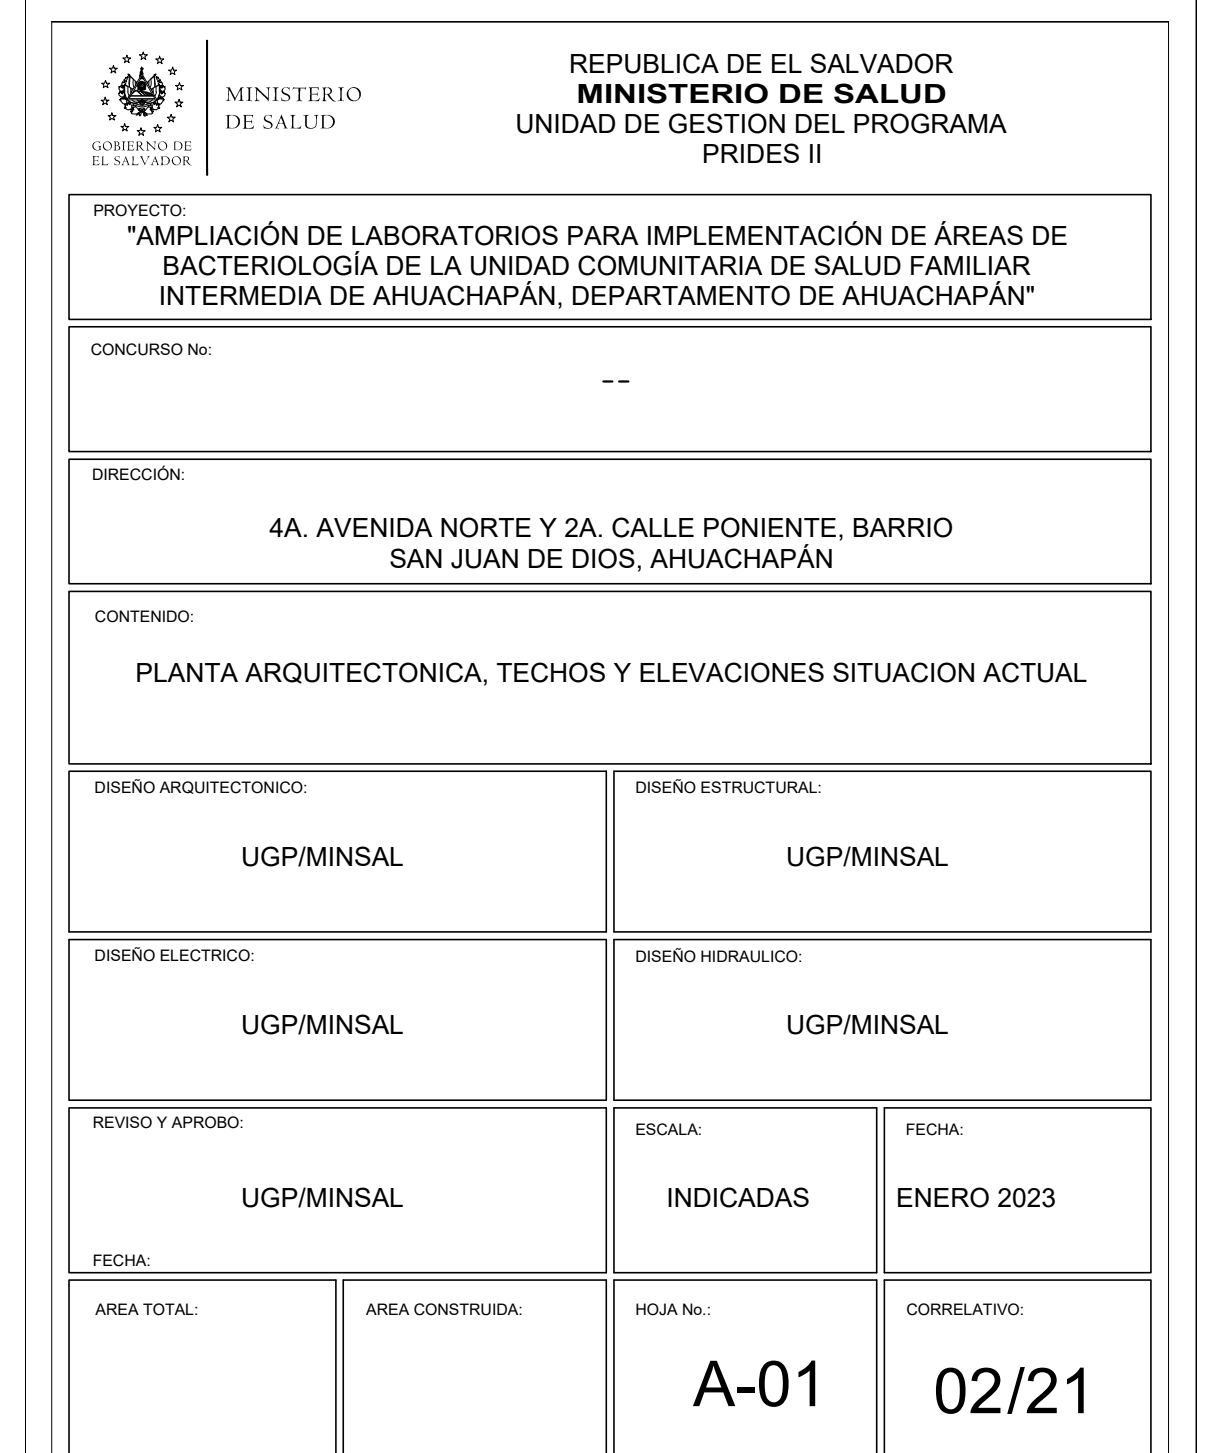 GOBIERNO DE
EL SALVADOR
MINISTERIO
DE SALUD
REPUBLICA DE EL SALVADOR
MINISTERIO DE SALUD
UNIDAD DE GESTION DEL PROGRAMA
PRIDES II
PROYECTO:
"AMPLIACIÓN DE LABORATORIOS PARA IMPLEMENTACIÓN DE ÁREAS DE
BACTERIOLOGÍA DE LA UNIDAD COMUNITARIA DE SALUD FAMILIAR
INTERMEDIA DE AHUACHAPÁN, DEPARTAMENTO DE AHUACHAPÁN"
CONCURSO No:
--
DIRECCIÓN:
4A. AVENIDA NORTE Y 2A. CALLE PONIENTE, BARRIO
SAN JUAN DE DIOS, AHUACHAPÁN
CONTENIDO:
PLANTA ARQUITECTONICA, TECHOS Y ELEVACIONES SITUACION ACTUAL
DISEÑO ARQUITECTONICO:
UGP/MINSAL
DISEÑO ESTRUCTURAL:
UGP/MINSAL
DISEÑO ELECTRICO:
UGP/MINSAL
DISEÑO HIDRAULICO:
UGP/MINSAL
REVISO Y APROBO:
UGP/MINSAL
FECHA:
ESCALA:
INDICADAS
FECHA:
ENERO 2023
AREA TOTAL:
AREA CONSTRUIDA:
HOJA No.:
A-01
CORRELATIVO:
02/21